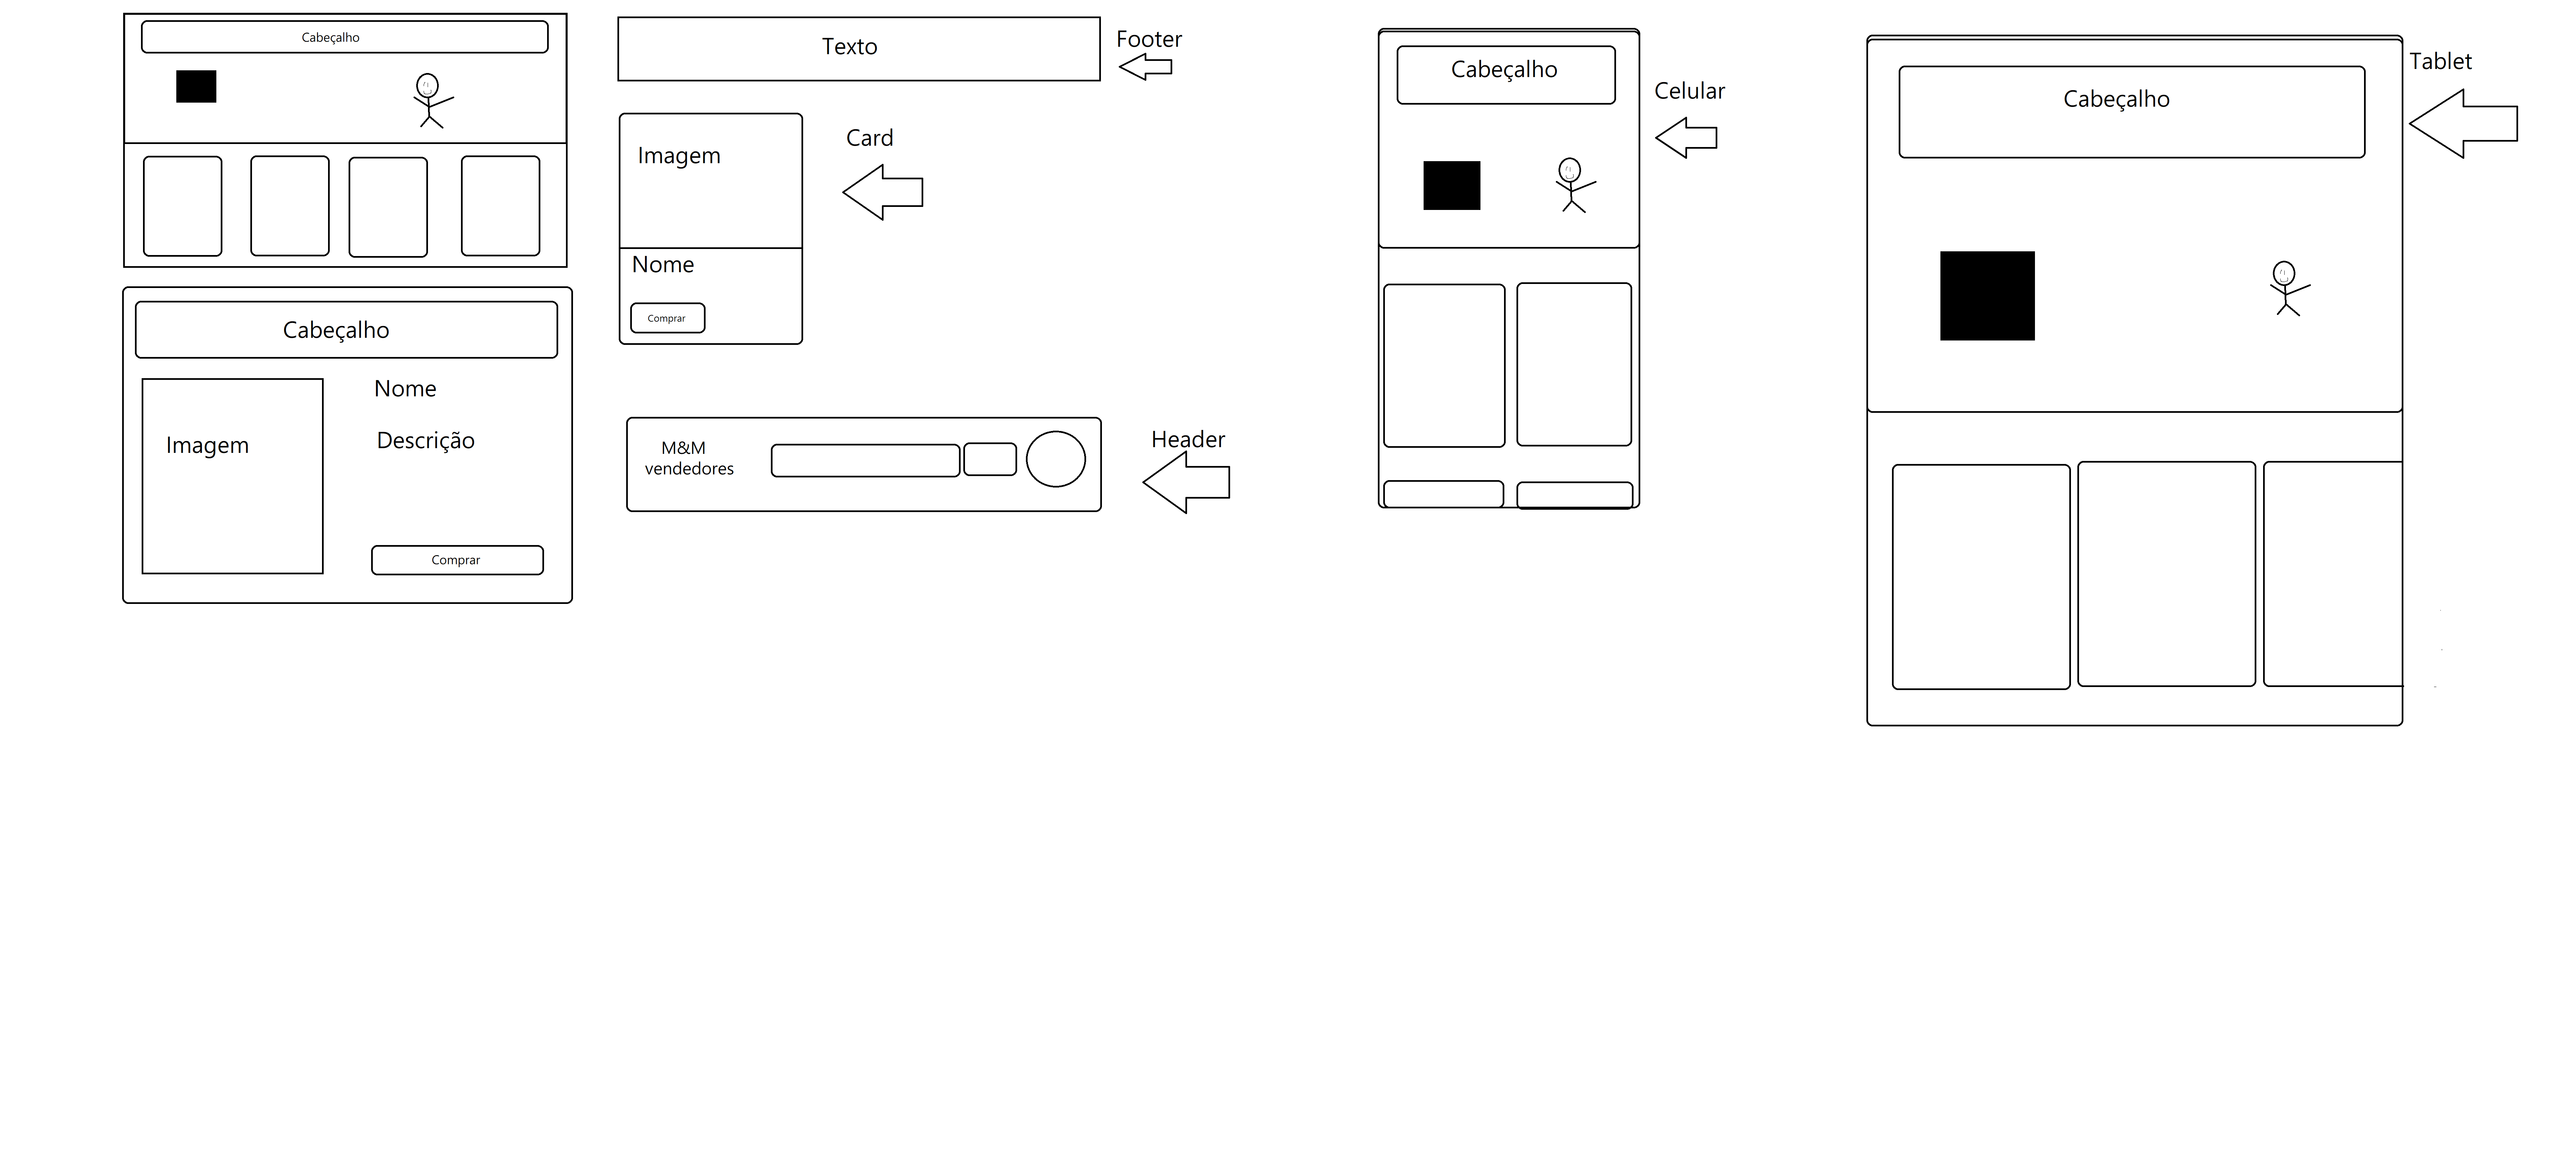 Cabeçalho
Cabeçalho
Imagem
Nome
Descrição
Comprar
Texto
Footer
Imagem
Nome
Comprar
Card
M&M
vendedores
Header
Cabeçalho
Celular
Cabeçalho
Tablet